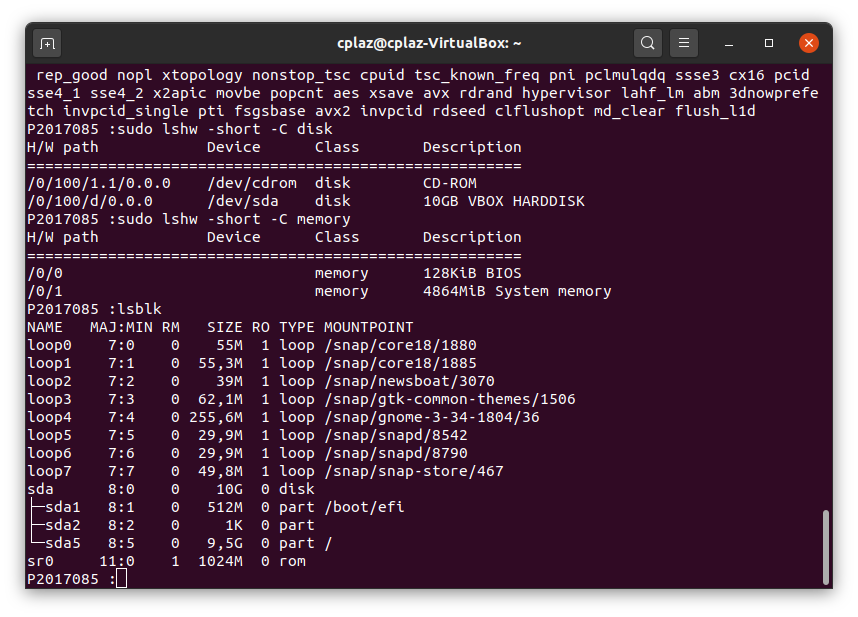 cplaz@cplaz-VirtualBox: ~
rep_good nopl xtopology nonstop_tsc cpuid tsc_known_freq pni pclmulqdq ssse3 cx16 pcid
sse4_1 sse4_2 x2apic movbe popcnt aes xsave avx rdrand hypervisor lahf_lm abm 3dnowprefe
tch invpcid_single pti fsgsbase avx2 invpcid rdseed clflushopt md_clear flush_l1d
P2017085 :sudo lshw -short -C disk
H/W path            Device      Class       Description
=======================================================
/0/100/1.1/0.0.0    /dev/cdrom  disk        CD-ROM
/0/100/d/0.0.0      /dev/sda    disk        10GB VBOX HARDDISK
P2017085 :sudo lshw -short -C memory
H/W path            Device      Class       Description
=======================================================
/0/0                            memory      128KiB BIOS
/0/1                            memory      4864MiB System memory
P2017085 :lsblk
NAME   MAJ:MIN RM   SIZE RO TYPE MOUNTPOINT
loop0    7:0    0    55M  1 loop /snap/core18/1880
loop1    7:1    0  55,3M  1 loop /snap/core18/1885
loop2    7:2    0    39M  1 loop /snap/newsboat/3070
loop3    7:3    0  62,1M  1 loop /snap/gtk-common-themes/1506
loop4    7:4    0 255,6M  1 loop /snap/gnome-3-34-1804/36
loop5    7:5    0  29,9M  1 loop /snap/snapd/8542
loop6    7:6    0  29,9M  1 loop /snap/snapd/8790
loop7    7:7    0  49,8M  1 loop /snap/snap-store/467
sda      8:0    0    10G  0 disk
├─sda1   8:1    0   512M  0 part /boot/efi
├─sda2   8:2    0     1K  0 part
└─sda5   8:5    0   9,5G  0 part /
sr0     11:0    1  1024M  0 rom
P2017085 :